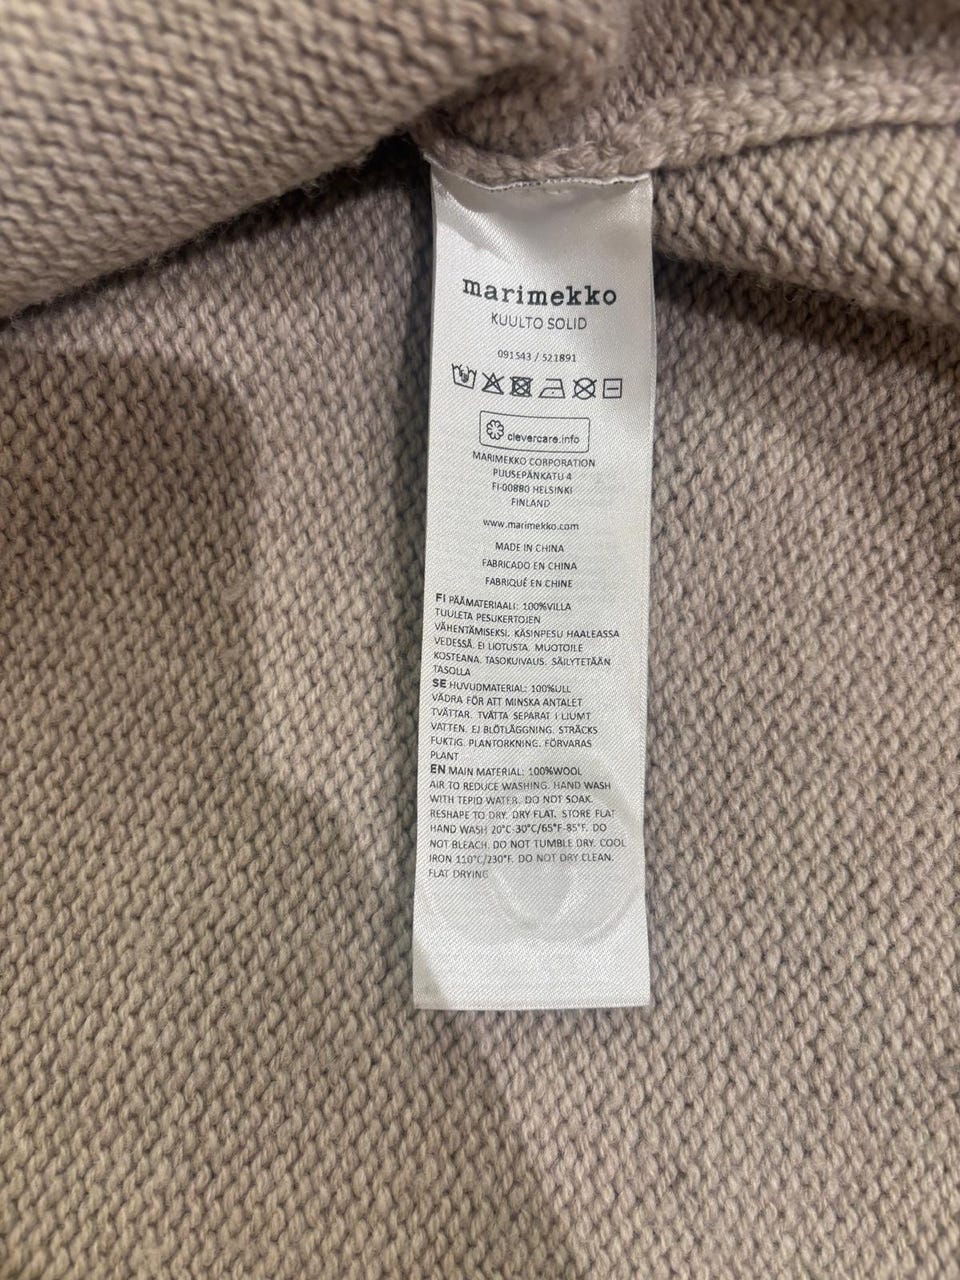 marimekko
KUULTO SOLID
091543 / 521891
clevercare.info
MARIMEKKO CORPORATION
PUUSEPÄNKATU 4
FI-00880 HELSINKI
FINLAND
www.marimekko.com
MADE IN CHINA
FABRICADO EN CHINA
FABRIQUÉ EN CHINE
FI PÄÄMATERIAALI: 100%VILLA
TUULETA PESUKERTOJEN
VÄHENTÄMISEKSI. KÄSINPESU HAALEASSA
VEDESSÄ. EI LIOTUSTA. MUOTOILE
KOSTEANA. TASOKUIVAUS. SÄILYTETÄÄN
TASOLLA
SE HUVUDMATERIAL: 100%ULL
VÄDRA FÖR ATT MINSKA ANTALET
TVÄTTAR. TVÄTTA SEPARAT I LJUMT
VATTEN. EJ BLÖTLÄGGNING. STRÄCKS
FUKTIG. PLANTORKNING. FÖRVARAS
PLANT
EN MAIN MATERIAL: 100%WOOL
AIR TO REDUCE WASHING. HAND WASH
WITH TEPID WATER. DO NOT SOAK.
RESHAPE TO DRY. DRY FLAT. STORE FLAT
HAND WASH 20°C-30°C/65°F-85°F. DO
NOT BLEACH. DO NOT TUMBLE DRY. COOL
IRON 110°C/230°F. DO NOT DRY CLEAN.
FLAT DRYING